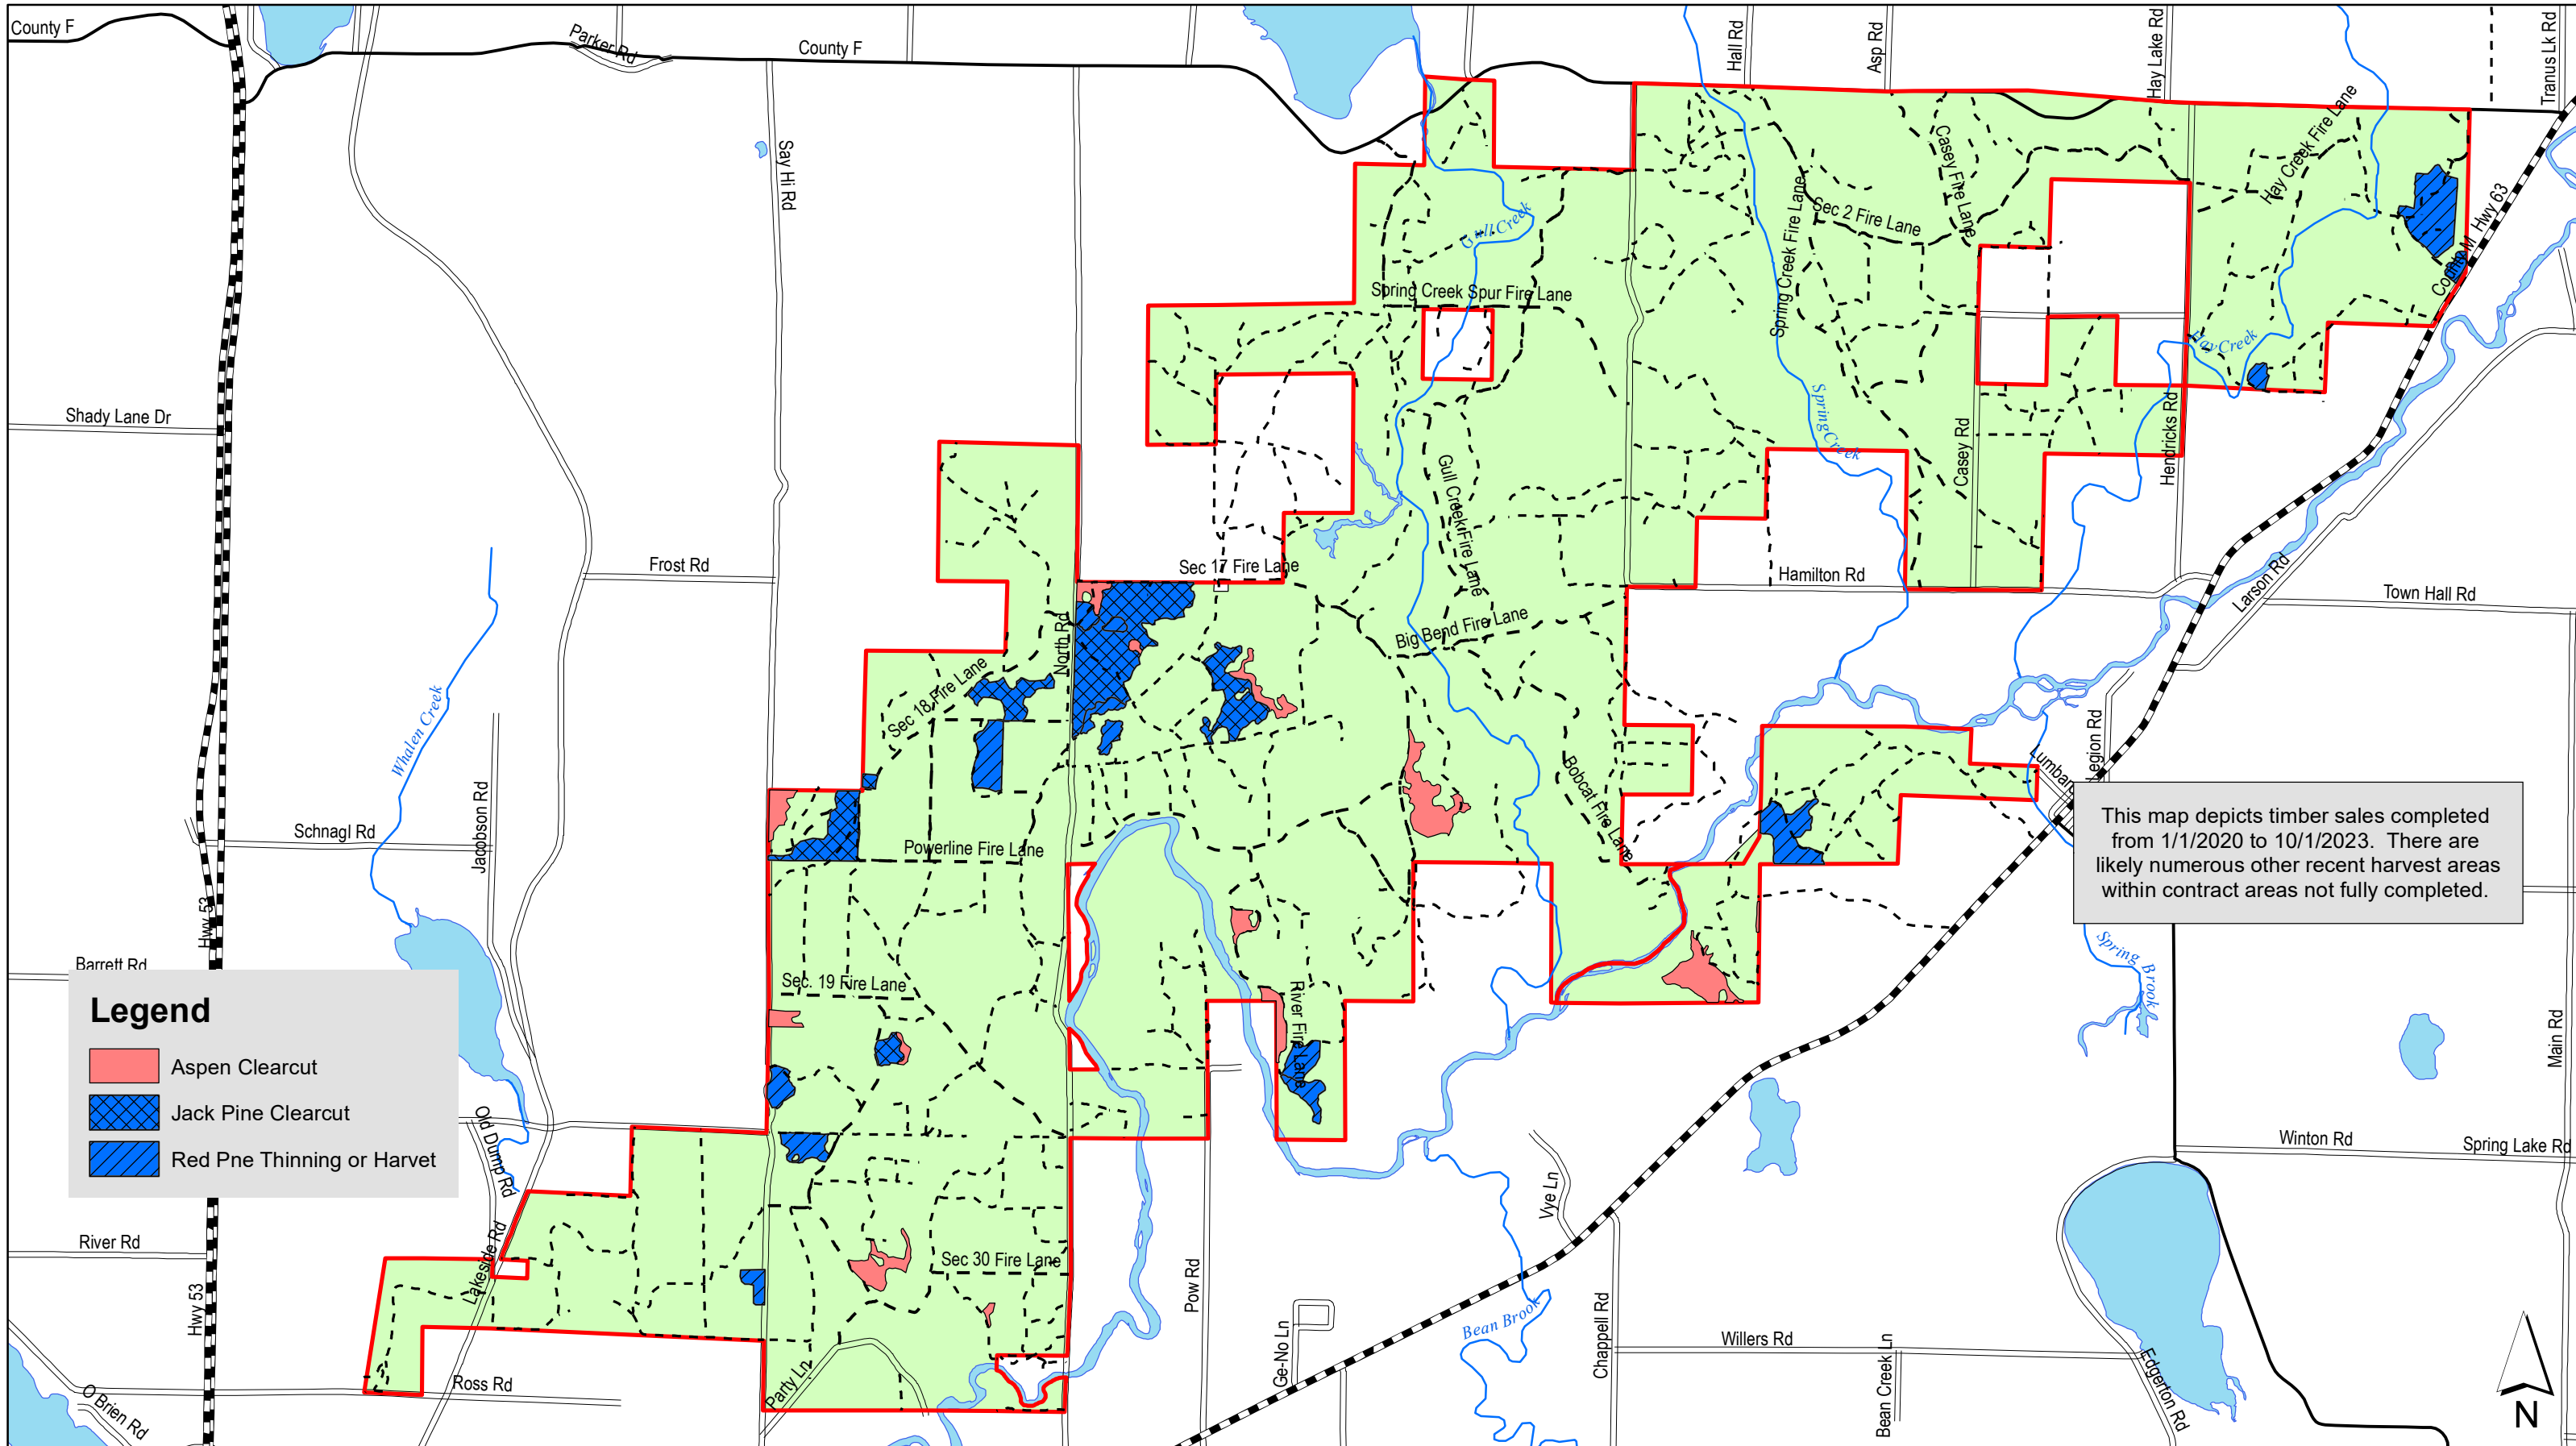 County F
Parker Rd
County F
Hall Rd
Asp Rd
Hay Lake Rd
Tranus Lk Rd
Say Hi Rd
Casey Fire Lane
Hay Creek Fire Lane
Sec 2 Fire Lane
Spring Creek Fire Lane
Gull Creek
Hwy 63
County M
Spring Creek Spur Fire Lane
Hay Creek
Spring Creek
Shady Lane Dr
Casey Rd
Hendricks Rd
Gull Creek Fire Lane
Frost Rd
Sec 17 Fire Lane
Hamilton Rd
Larson Rd
Town Hall Rd
Big Bend Fire Lane
North Rd
Sec 18 Fire Lane
Whalen Creek
Legion Rd
Bobcat Fire Lane
Schnagl Rd
Jacobson Rd
Powerline Fire Lane
This map depicts timber sales completed
from 1/1/2020 to 10/1/2023. There are
likely numerous other recent harvest areas
within contract areas not fully completed.
Hwy 53
Barrett Rd
Spring Brook
Sec. 19 Fire Lane
River Fire Lane
Main Rd
Legend
Aspen Clearcut
Jack Pine Clearcut
Red Pne Thinning or Harvet
Old Dump Rd
Winton Rd
Spring Lake Rd
Vye Ln
River Rd
Lakeside Rd
Sec 30 Fire Lane
Hwy 53
Pow Rd
Bean Brook
Ge-No Ln
Chappell Rd
Willers Rd
Bean Creek Ln
Edgerton Rd
Ross Rd
Party Ln
O Brien Rd
N